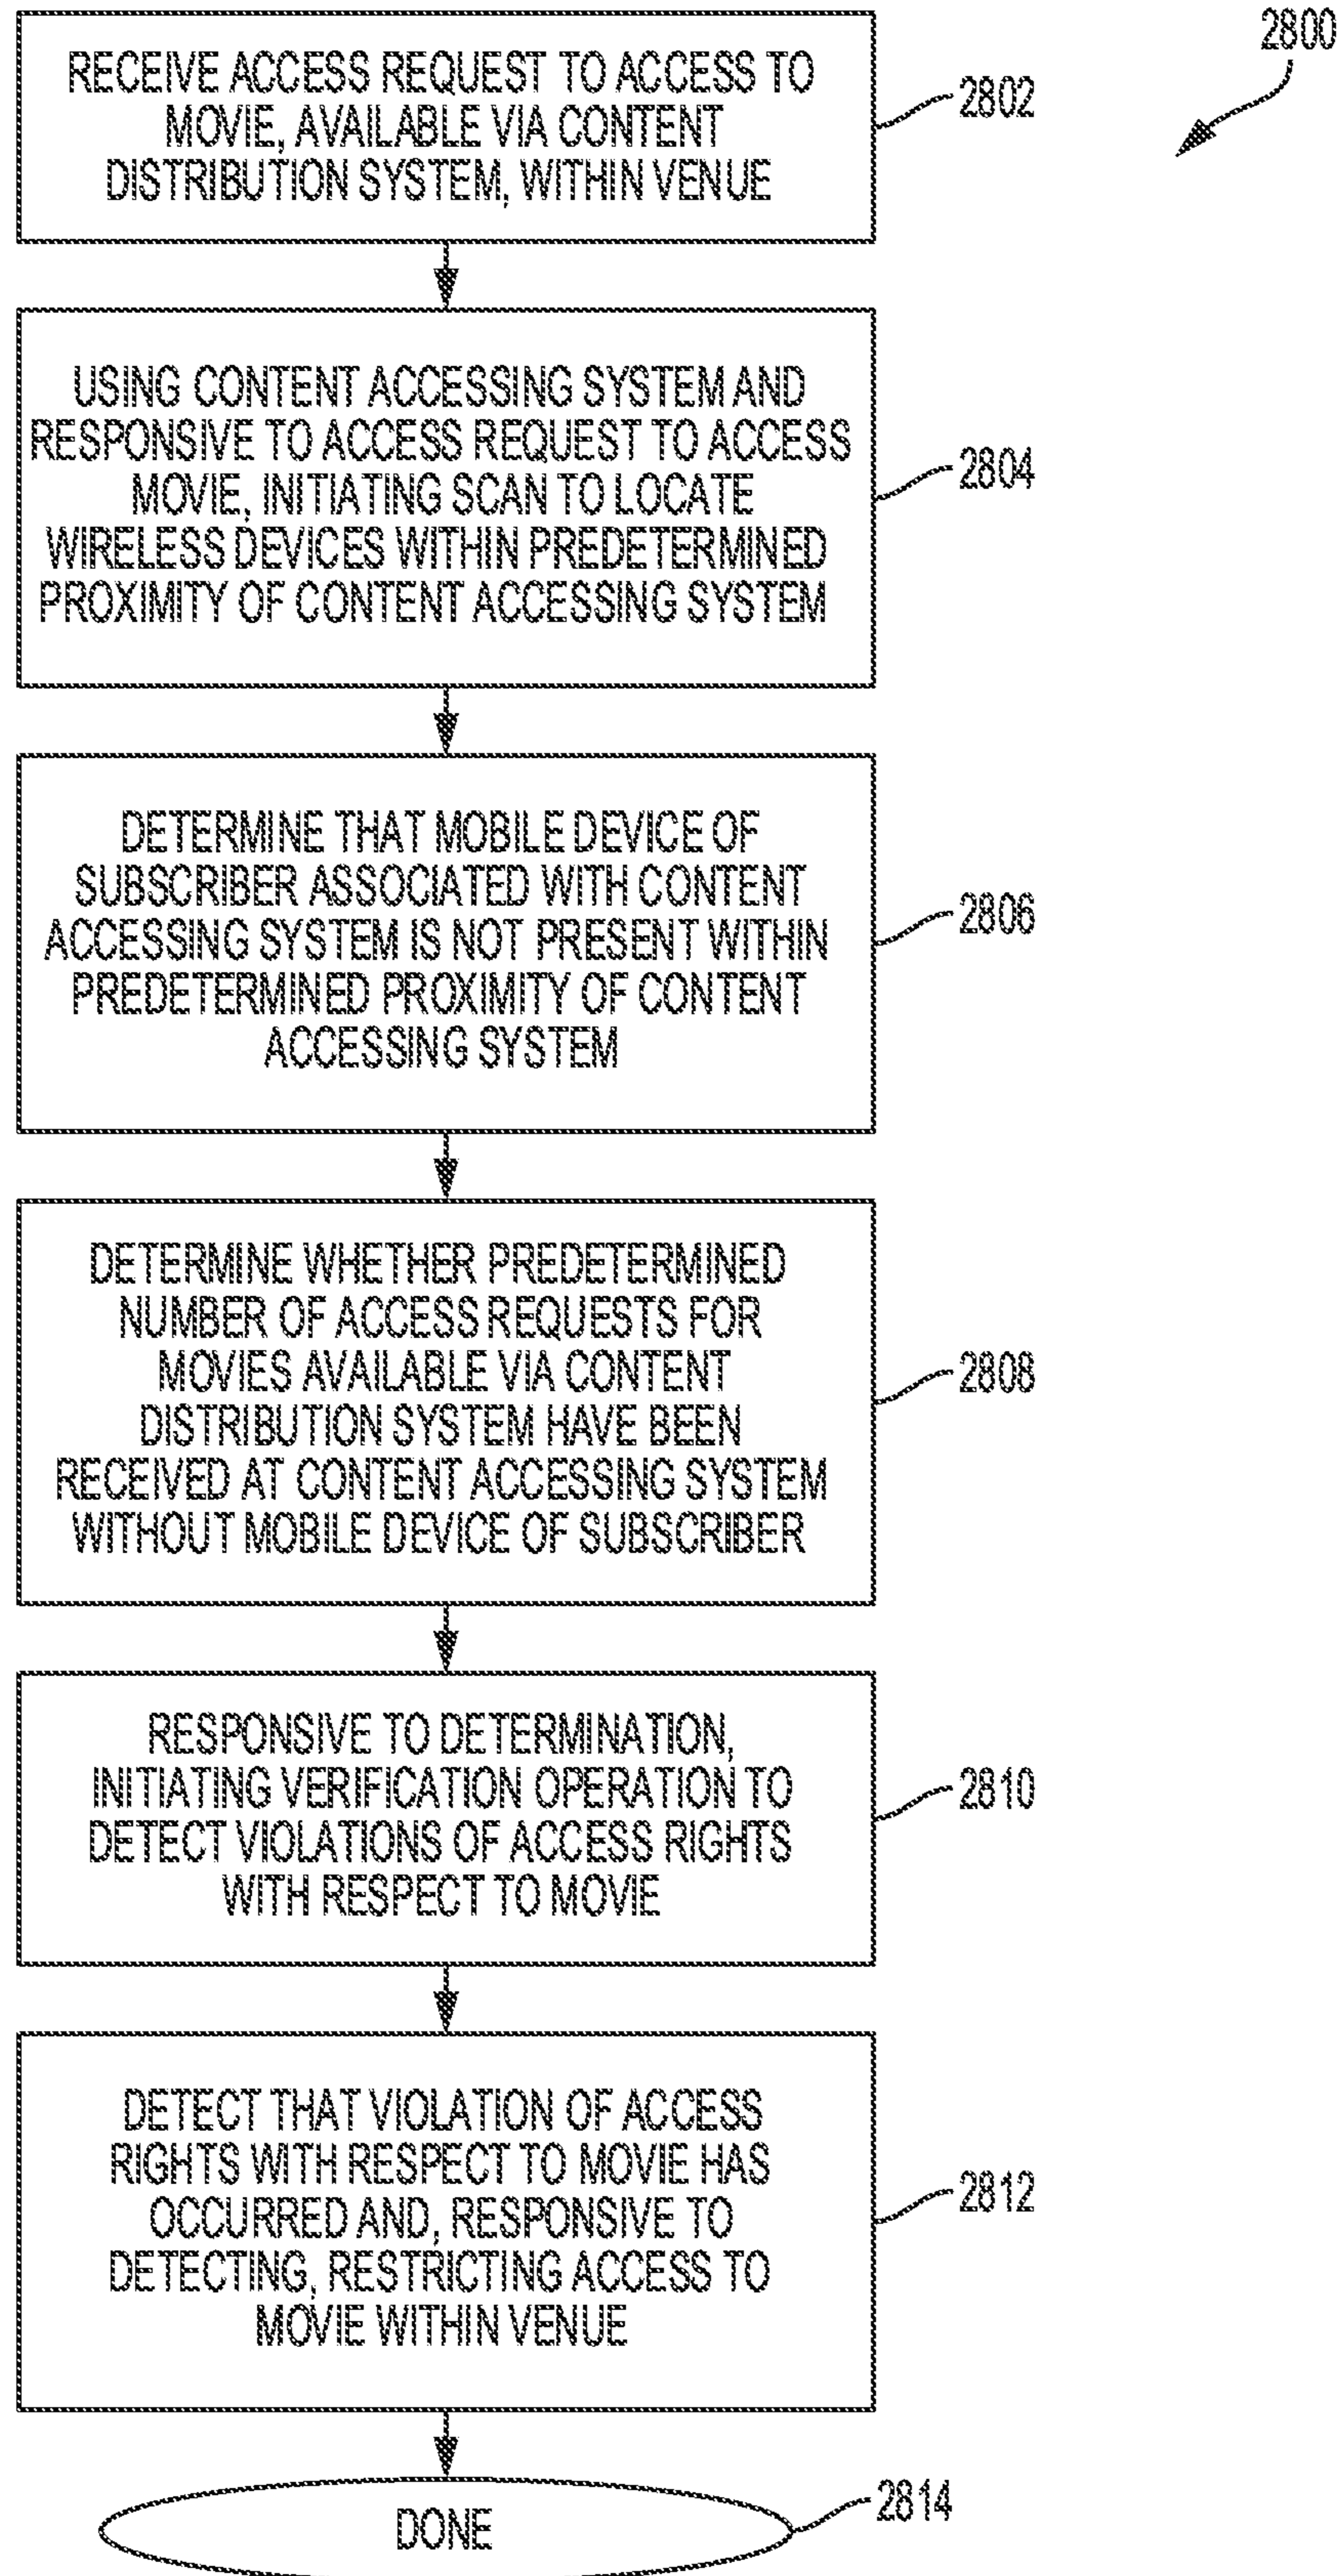 2800
RECEIVE ACCESS REQUEST TO ACCESS TO
MOVIE, AVAILABLE VIA CONTENT
DISTRIBUTION SYSTEM, WITHIN VENUE
2802
USING CONTENT ACCESSING SYSTEM AND
RESPONSIVE TO ACCESS REQUEST TO ACCESS
MOVIE, INITIATING SCAN TO LOCATE
WIRELESS DEVICES WITHIN PREDETERMINED
PROXIMITY OF CONTENT ACCESSING SYSTEM
2804
DETERMINE THAT MOBILE DEVICE OF
SUBSCRIBER ASSOCIATED WITH CONTENT
ACCESSING SYSTEM IS NOT PRESENT WITHIN
PREDETERMINED PROXIMITY OF CONTENT
ACCESSING SYSTEM
2806
DETERMINE WHETHER PREDETERMINED
NUMBER OF ACCESS REQUESTS FOR
MOVIES AVAILABLE VIA CONTENT
DISTRIBUTION SYSTEM HAVE BEEN
RECEIVED AT CONTENT ACCESSING SYSTEM
WITHOUT MOBILE DEVICE OF SUBSCRIBER
2808
RESPONSIVE TO DETERMINATION,
INITIATING VERIFICATION OPERATION TO
DETECT VIOLATIONS OF ACCESS RIGHTS
WITH RESPECT TO MOVIE
2810
DETECT THAT VIOLATION OF ACCESS
RIGHTS WITH RESPECT TO MOVIE HAS
OCCURRED AND, RESPONSIVE TO
DETECTING, RESTRICTING ACCESS TO
MOVIE WITHIN VENUE
2812
DONE
2814